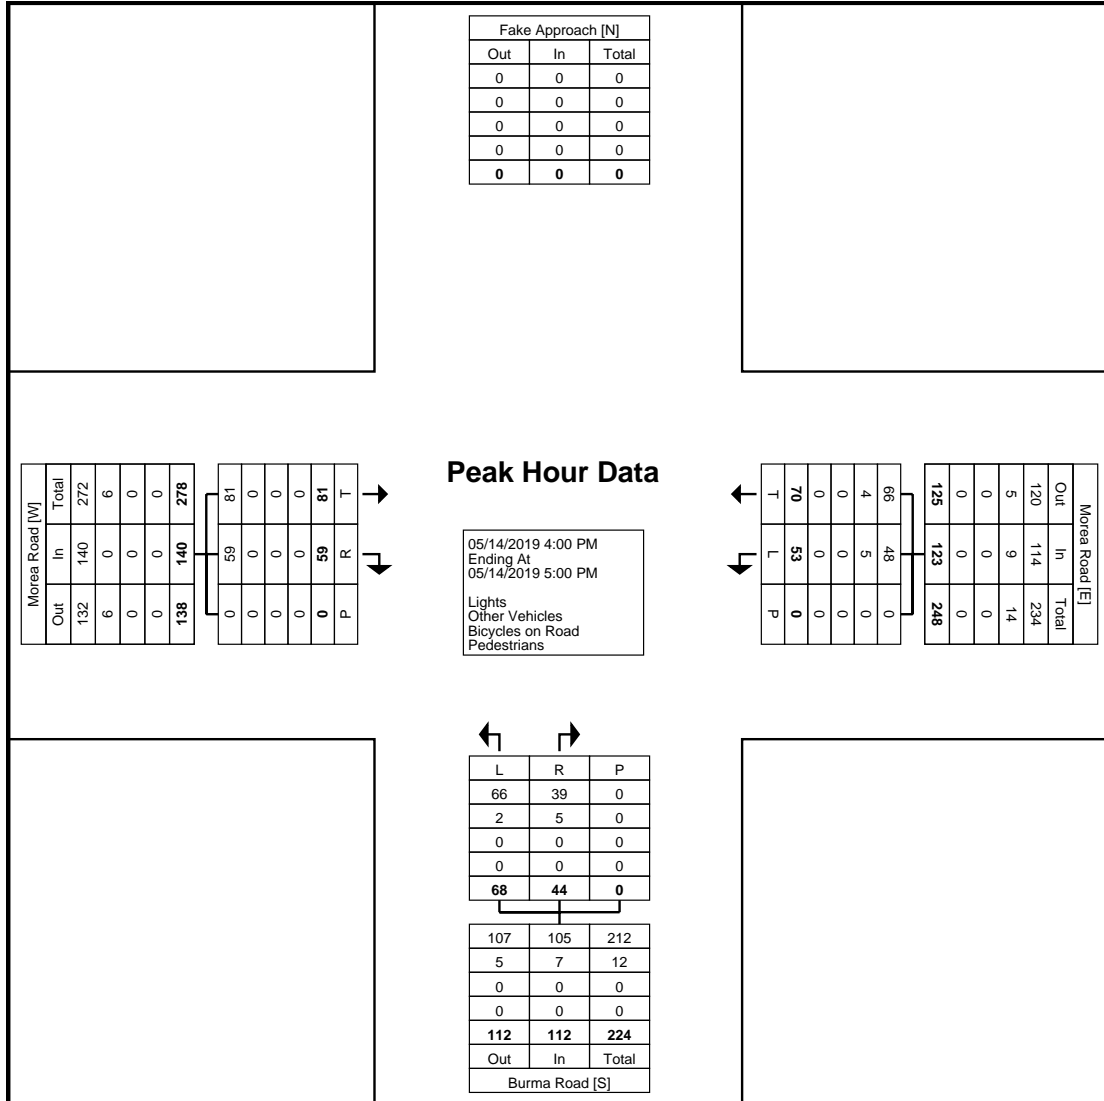 Fake Approach [N]
Out In Total
0 0 0
0 0 0
0 0 0
0 0 0
0 0 0
Peak Hour Data
05/14/2019 4:00 PM
Ending At
05/14/2019 5:00 PM
Lights
Other Vehicles
Bicycles on Road
Pedestrians
Morea Road [W]
Total 272 6 0 0 278
In 140 0 0 0 140
Out 132 6 0 0 138
81 0 0 0 81 T
59 0 0 0 59 R
0 0 0 0 0 P
Morea Road [E]
Out In Total
120 114 234
5 9 14
0 0 0
0 0 0
125 123 248
66 48 0
4 5 0
0 0 0
0 0 0
70 53 0
T L P
L R P
66 39 0
2 5 0
0 0 0
0 0 0
68 44 0
107 105 212
5 7 12
0 0 0
0 0 0
112 112 224
Out In Total
Burma Road [S]